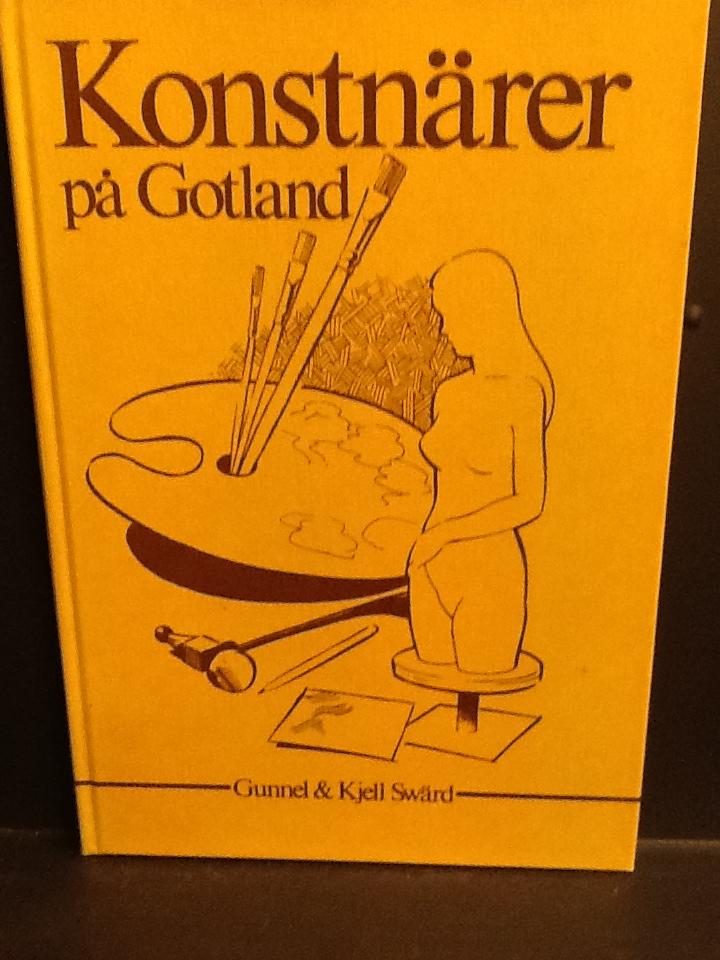 Konstnärer
på Gotland
Gunnel & Kjell Swärd